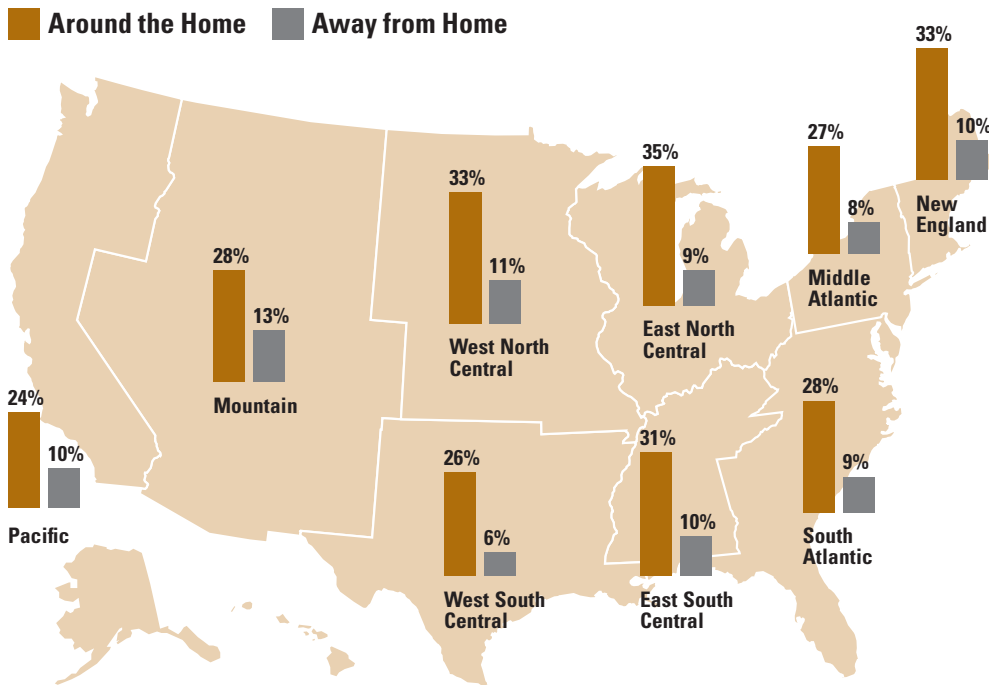 Around the Home Away from Home
33%
10%
New
England
27%
8%
Middle
Atlantic
35%
9%
East North
Central
33%
11%
West North
Central
28%
13%
Mountain
24%
10%
Pacific
26%
6%
West South
Central
31%
10%
East South
Central
28%
9%
South
Atlantic